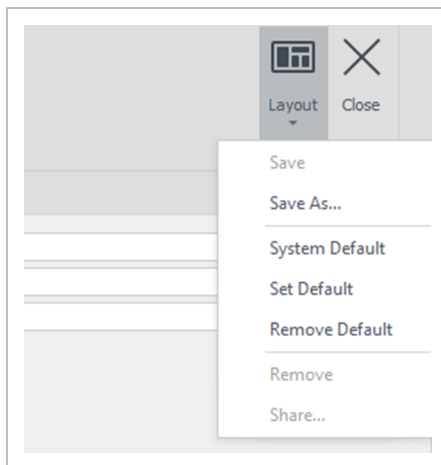 Layout
Close
Save
Save As...
System Default
Set Default
Remove Default
Remove
Share...